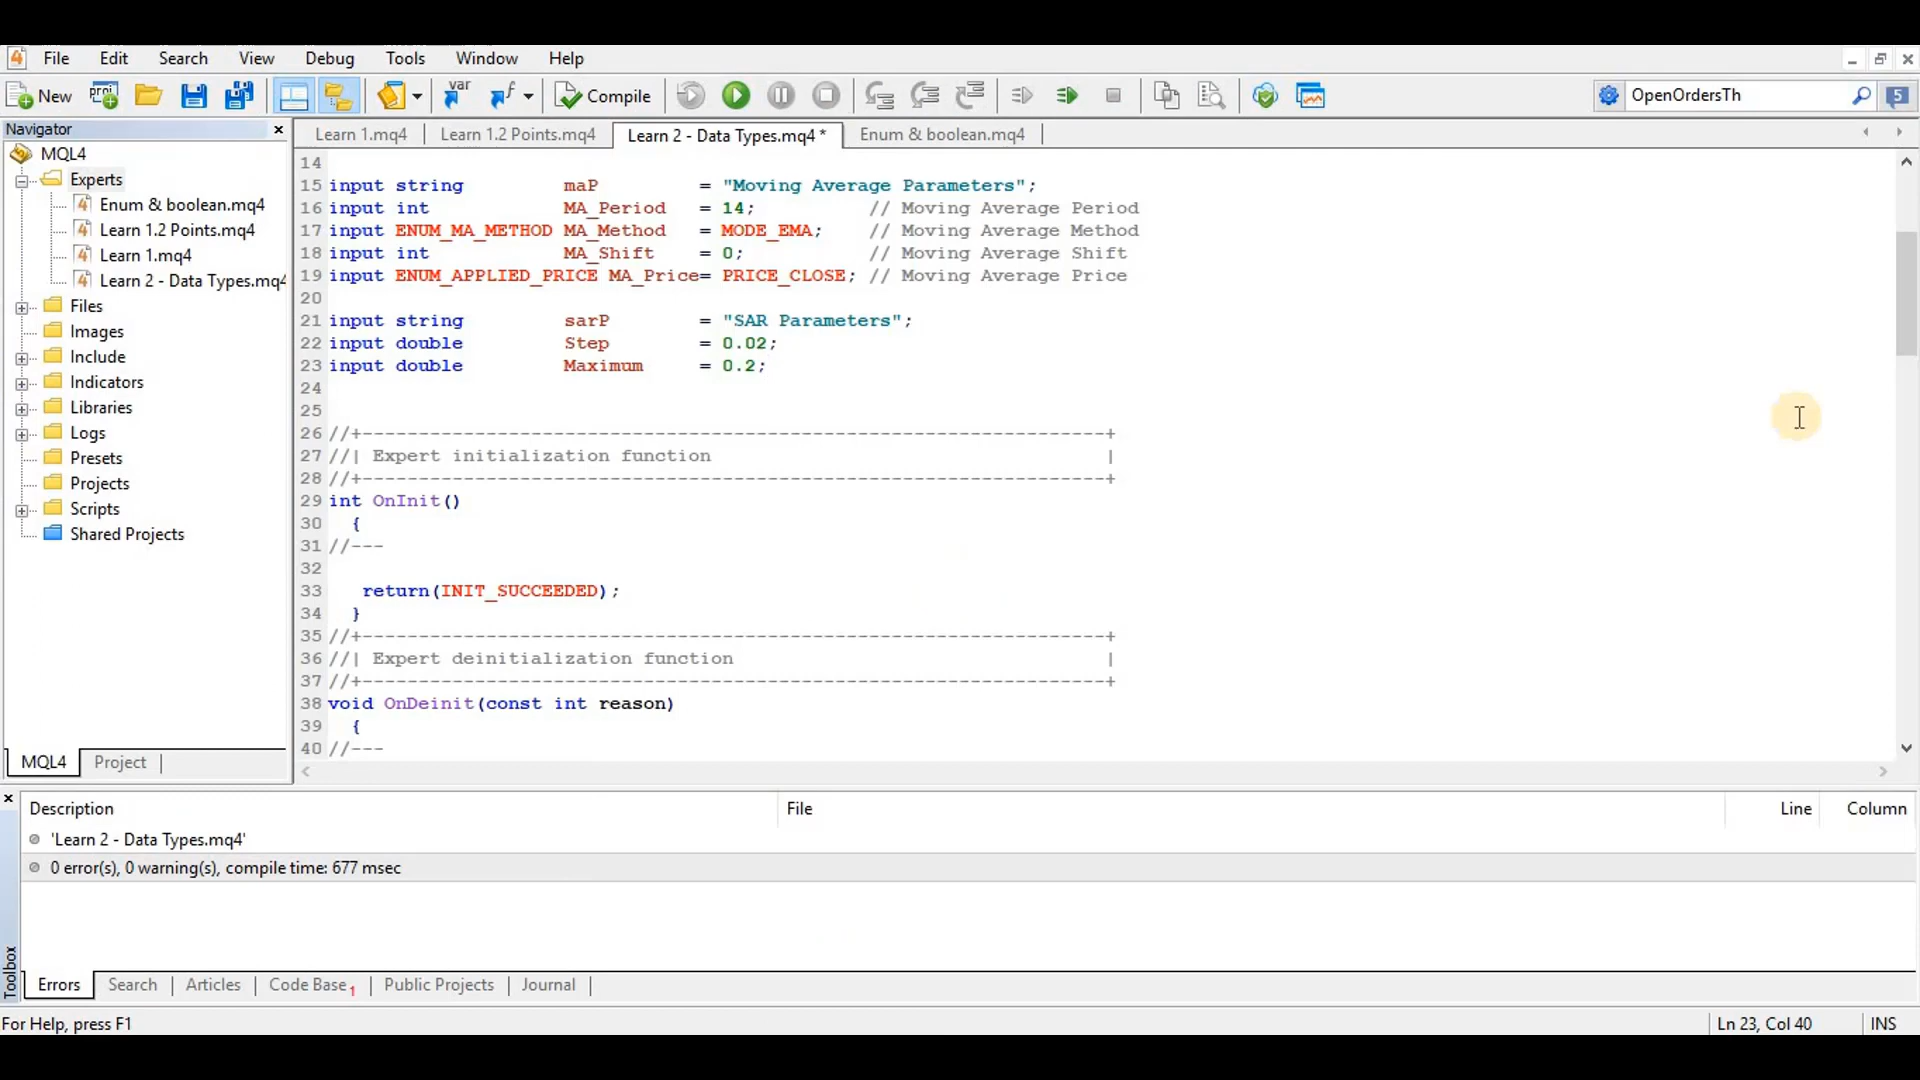 File Edit Search View Debug Tools Window Help
New var Compile OpenOrdersTh 5
Navigator
Learn 1.mq4 Learn 1.2 Points.mq4 Learn 2 - Data Types.mq4 * Enum & boolean.mq4
MQL4
Experts
Enum & boolean.mq4
Learn 1.2 Points.mq4
Learn 1.mq4
Learn 2 - Data Types.mq4
Files
Images
Include
Indicators
Libraries
Logs
Presets
Projects
Scripts
Shared Projects
MQL4 Project
14
15 input string maP = "Moving Average Parameters";
16 input int MA_Period = 14; // Moving Average Period
17 input ENUM_MA_METHOD MA_Method = MODE_EMA; // Moving Average Method
18 input int MA_Shift = 0; // Moving Average Shift
19 input ENUM_APPLIED_PRICE MA_Price= PRICE_CLOSE; // Moving Average Price
20
21 input string sarP = "SAR Parameters";
22 input double Step = 0.02;
23 input double Maximum = 0.2;
24
25
26 //+------------------------------------------------------------------+
27 //| Expert initialization function |
28 //+------------------------------------------------------------------+
29 int OnInit()
30 {
31 //---
32
33 return(INIT_SUCCEEDED);
34 }
35 //+------------------------------------------------------------------+
36 //| Expert deinitialization function |
37 //+------------------------------------------------------------------+
38 void OnDeinit(const int reason)
39 {
40 //---
Description File Line Column
'Learn 2 - Data Types.mq4'
0 error(s), 0 warning(s), compile time: 677 msec
Toolbox
Errors Search Articles Code Base 1 Public Projects Journal
For Help, press F1 Ln 23, Col 40 INS